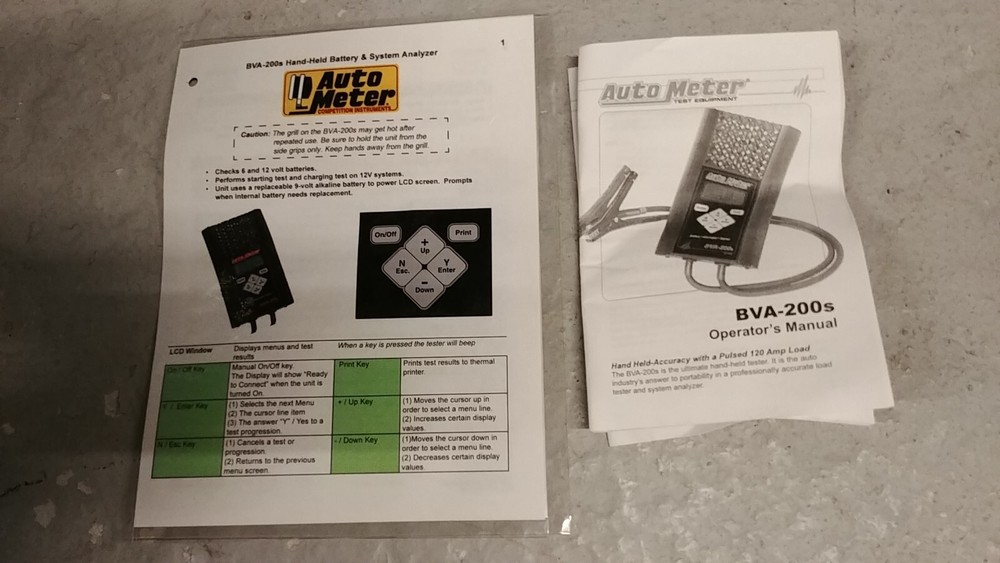 1
BVA-200s Hand-Held Battery & System Analyzer
Auto
Meter
COMPETITION INSTRUMENTS
Caution: The grill on the BVA-200s may get hot after
repeated use. Be sure to hold the unit from the
side grips only. Keep hands away from the grill.
• Checks 6 and 12 volt batteries.
• Performs starting test and charging test on 12V systems.
• Unit uses a replaceable 9-volt alkaline battery to power LCD screen. Prompts
when internal battery needs replacement.
On/Off
+
Up
Print
N
Esc.
Y
Enter
–
Down
LCD Window
Displays menus and test
results
When a key is pressed the tester will beep
On / Off Key
Manual On/Off key.
The Display will show "Ready
to Connect" when the unit is
turned On.
Print Key
Prints test results to thermal
printer.
Y / Enter Key
(1) Selects the next Menu
(2) The cursor line item
(3) The answer "Y" / Yes to a
test progression.
+ / Up Key
(1) Moves the cursor up in
order to select a menu line.
(2) Increases certain display
values.
N / Esc Key
(1) Cancels a test or
progression
(2) Returns to the previous
menu screen.
- / Down Key
(1)Moves the cursor down in
order to select a menu line.
(2) Decreases certain display
values.
Auto Meter
TEST EQUIPMENT
BVA-200s
Operator's Manual
Hand Held-Accuracy with a Pulsed 120 Amp Load
The BVA-200s is the ultimate hand-held tester. It is the auto
industry's answer to portability in a professionally accurate load
tester and system analyzer.